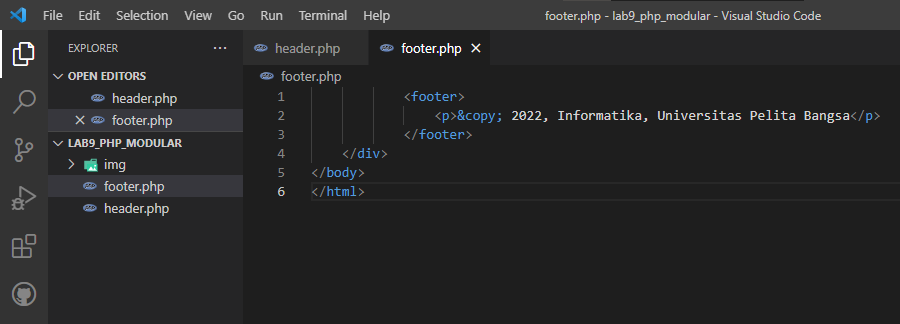 File Edit Selection View Go Run Terminal Help footer.php - lab9_php_modular - Visual Studio Code
EXPLORER ···
OPEN EDITORS
header.php
footer.php
LAB9_PHP_MODULAR
img
footer.php
header.php
header.php footer.php
footer.php
1 <footer>
2 <p>&copy; 2022, Informatika, Universitas Pelita Bangsa</p>
3 </footer>
4 </div>
5 </body>
6 </html>